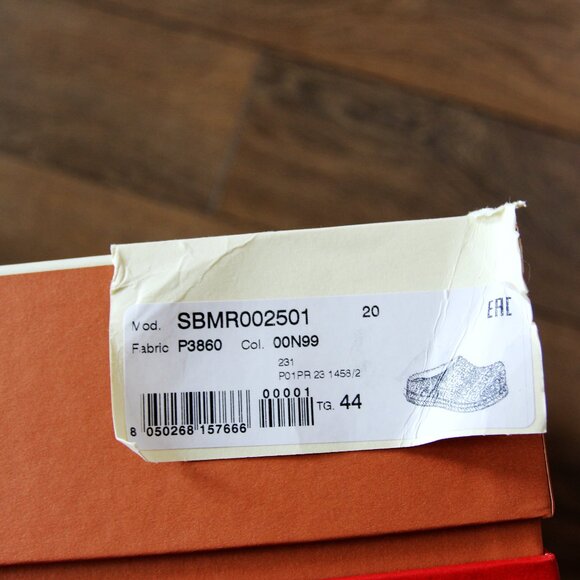 Mod. SBMR002501 20 EAC
Fabric P3860 Col. 00N99
231
P01PR 23 1458/2
00001
TG. 44
8 050268 157666